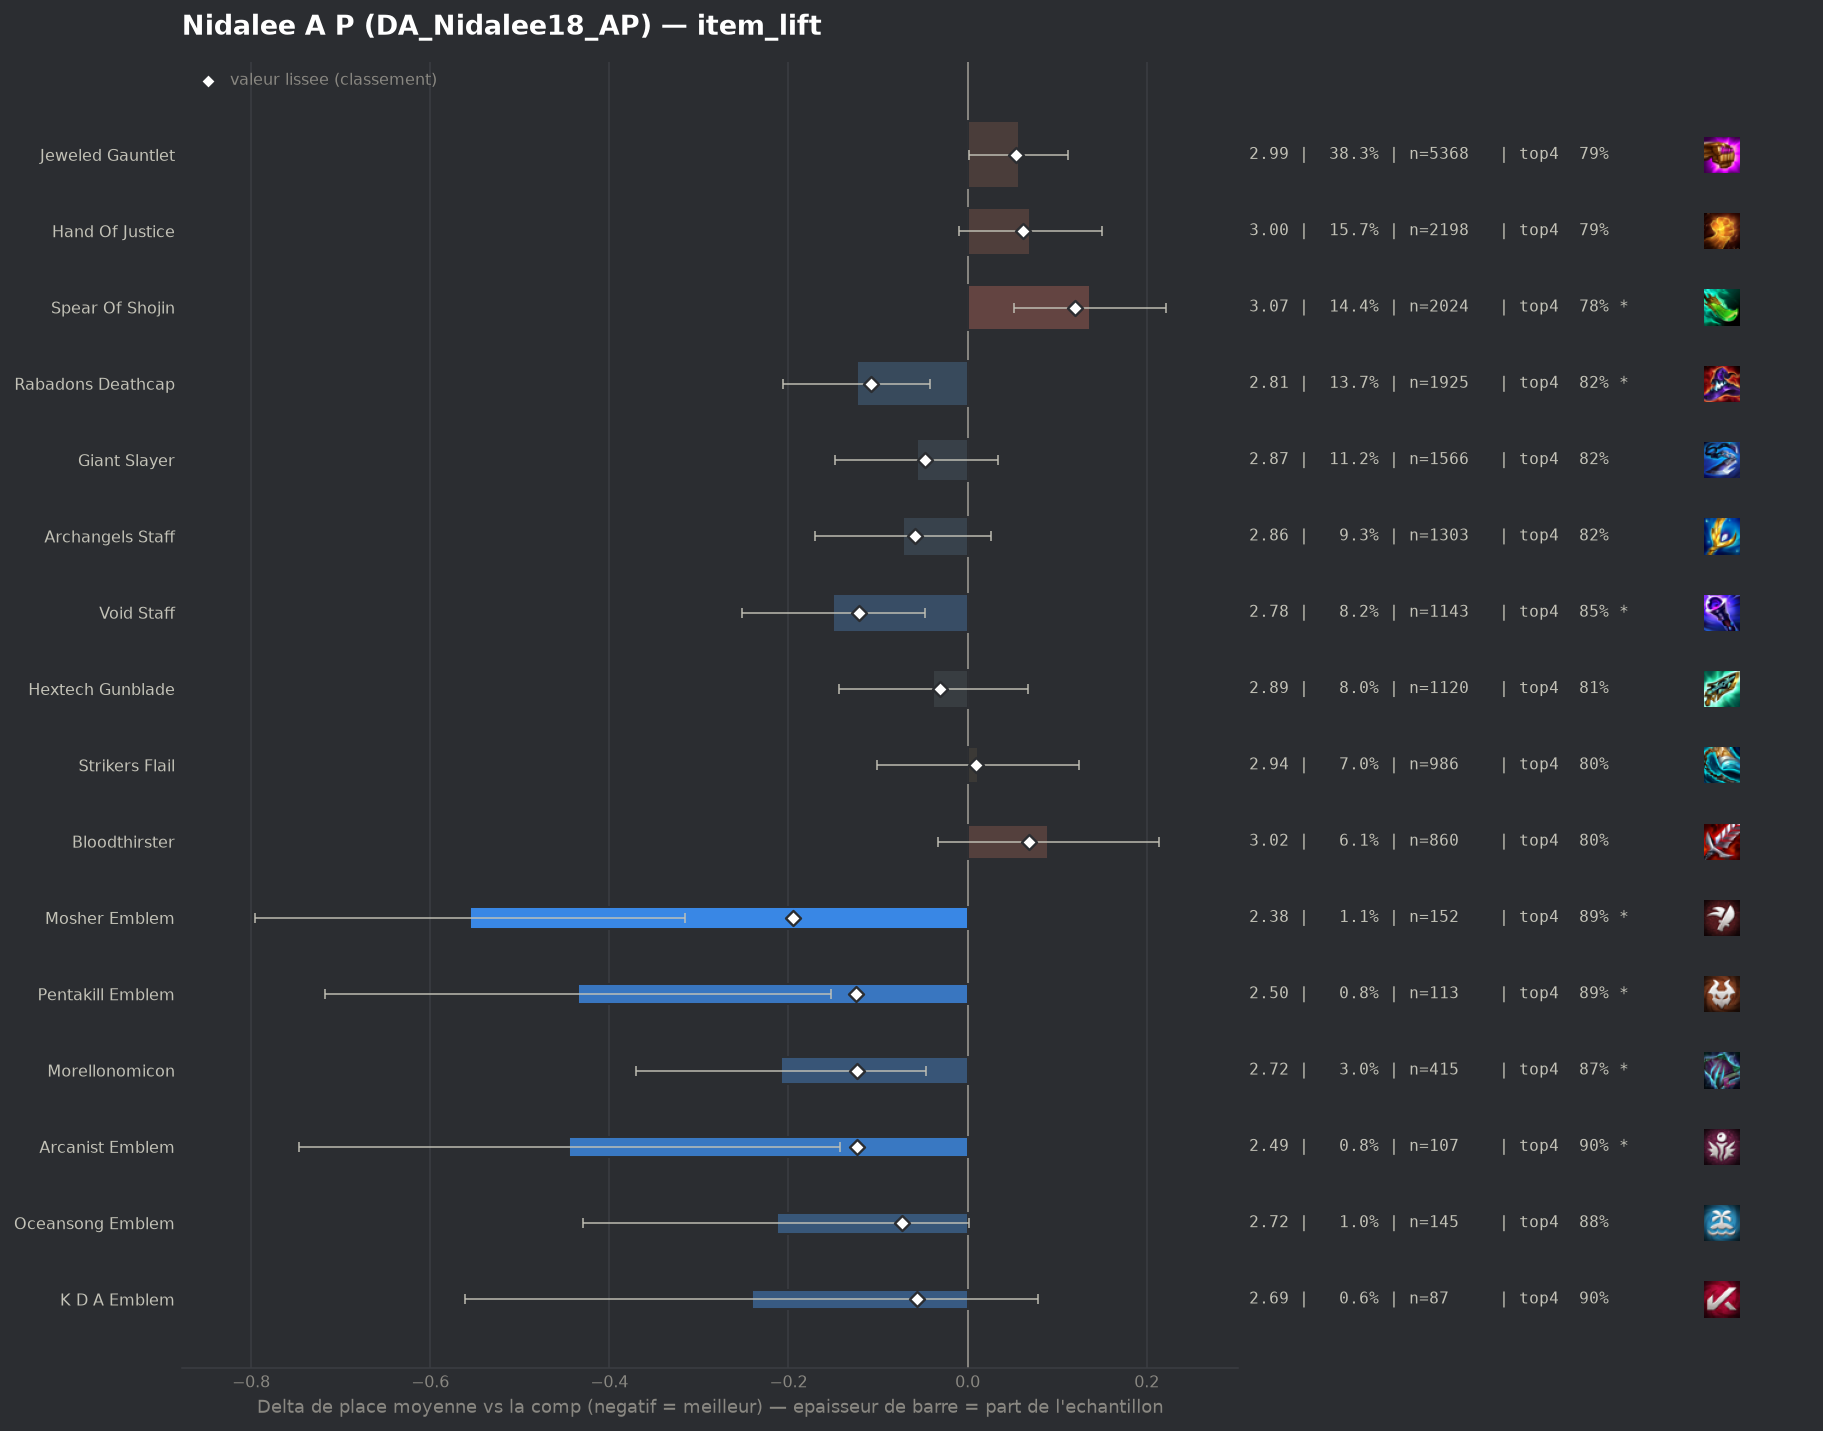 Nidalee A P (DA_Nidalee18_AP) — item_lift
valeur lissee (classement)
Jeweled Gauntlet 2.99 | 38.3% | n=5368 | top4 79%
Hand Of Justice 3.00 | 15.7% | n=2198 | top4 79%
Spear Of Shojin 3.07 | 14.4% | n=2024 | top4 78% *
Rabadons Deathcap 2.81 | 13.7% | n=1925 | top4 82% *
Giant Slayer 2.87 | 11.2% | n=1566 | top4 82%
Archangels Staff 2.86 | 9.3% | n=1303 | top4 82%
Void Staff 2.78 | 8.2% | n=1143 | top4 85% *
Hextech Gunblade 2.89 | 8.0% | n=1120 | top4 81%
Strikers Flail 2.94 | 7.0% | n=986 | top4 80%
Bloodthirster 3.02 | 6.1% | n=860 | top4 80%
Mosher Emblem 2.38 | 1.1% | n=152 | top4 89% *
Pentakill Emblem 2.50 | 0.8% | n=113 | top4 89% *
Morellonomicon 2.72 | 3.0% | n=415 | top4 87% *
Arcanist Emblem 2.49 | 0.8% | n=107 | top4 90% *
Oceansong Emblem 2.72 | 1.0% | n=145 | top4 88%
K D A Emblem 2.69 | 0.6% | n=87 | top4 90%
−0.8 −0.6 −0.4 −0.2 0.0 0.2
Delta de place moyenne vs la comp (negatif = meilleur) — epaisseur de barre = part de l'echantillon